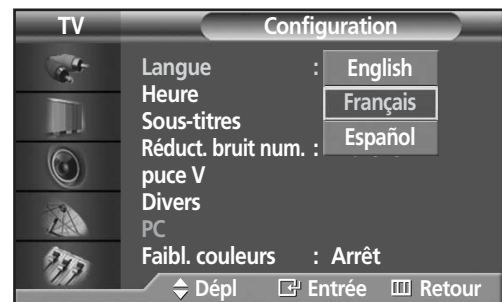 TV Configuration
Langue : English
Heure Français
Sous-titres Español
Réduct. bruit num. :
puce V
Divers
PC
Faibl. couleurs : Arrêt
Dépl Entrée Retour